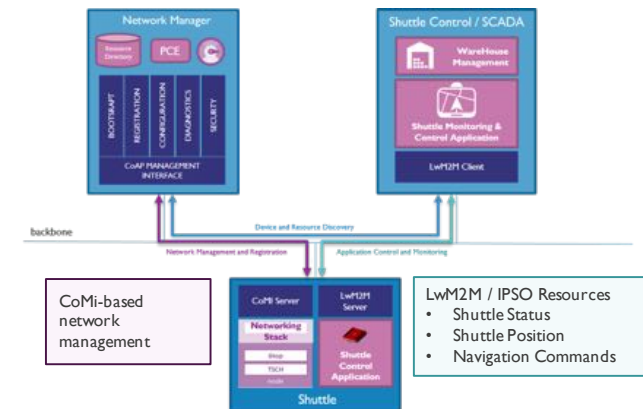 Network Manager
Resource
Directory
PCE
BOOTSRAPT
REGISTRATION
CONFIGURATION
DIAGNOSTICS
SECURITY
CoAP MANAGEMENT
INTERFACE
Shuttle Control / SCADA
WareHouse
Management
Shuttle Monitoring &
Control Application
LwM2M Client
Device and Resource Discovery
backbone
Network Management and Registration
Application Control and Monitoring
CoMi-based
network
management
CoMI Server
Networking
Stack
6top
TSCH
LwM2M
Server
Shuttle
Control
Application
Shuttle
LwM2M / IPSO Resources
• Shuttle Status
• Shuttle Position
• Navigation Commands